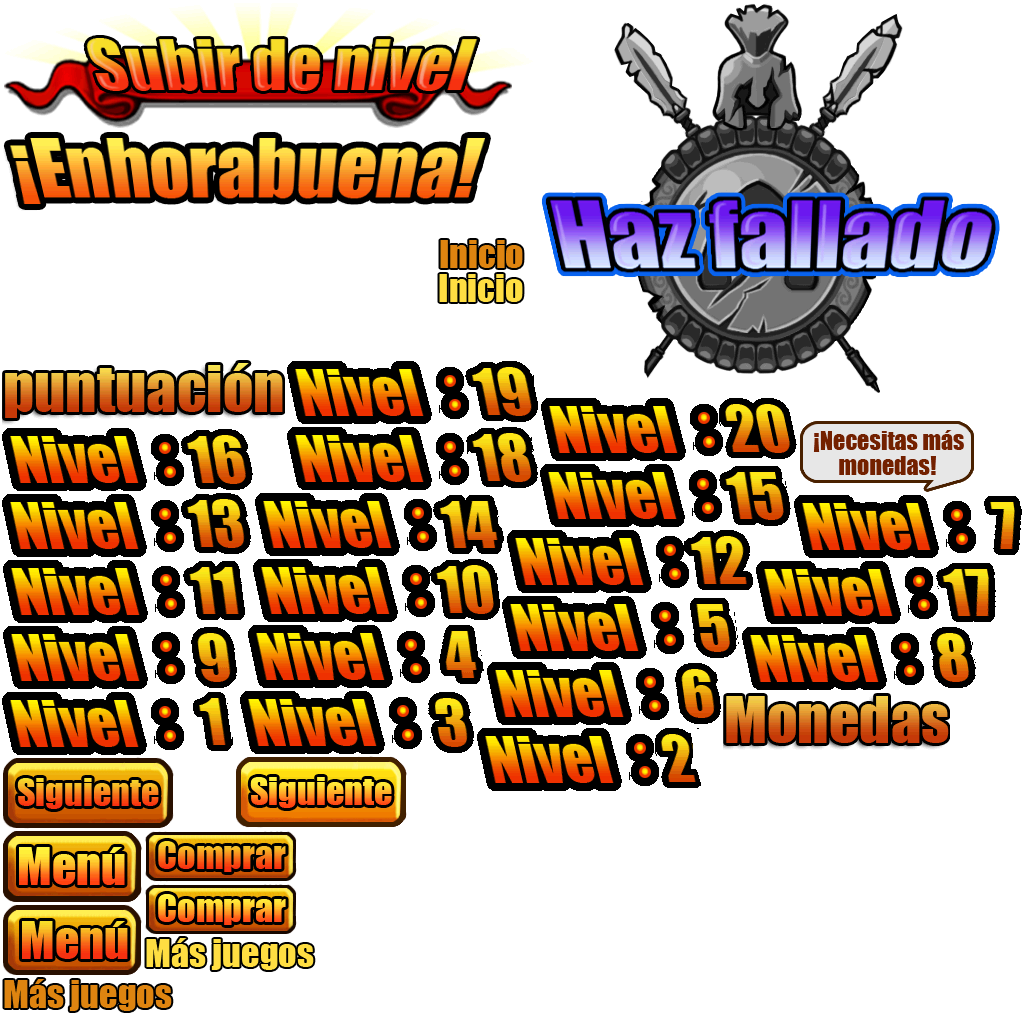 Subir de nivel
¡Enhorabuena!
Haz fallado
Inicio
Inicio
puntuación
Nivel : 19
Nivel : 20
¡Necesitas más
monedas!
Nivel : 16
Nivel : 18
Nivel : 15
Nivel : 13
Nivel : 14
Nivel : 7
Nivel : 12
Nivel : 11
Nivel : 10
Nivel : 17
Nivel : 5
Nivel : 9
Nivel : 4
Nivel : 8
Nivel : 6
Nivel : 1
Nivel : 3
Monedas
Nivel : 2
Siguiente
Siguiente
Menú
Comprar
Comprar
Menú
Más juegos
Más juegos